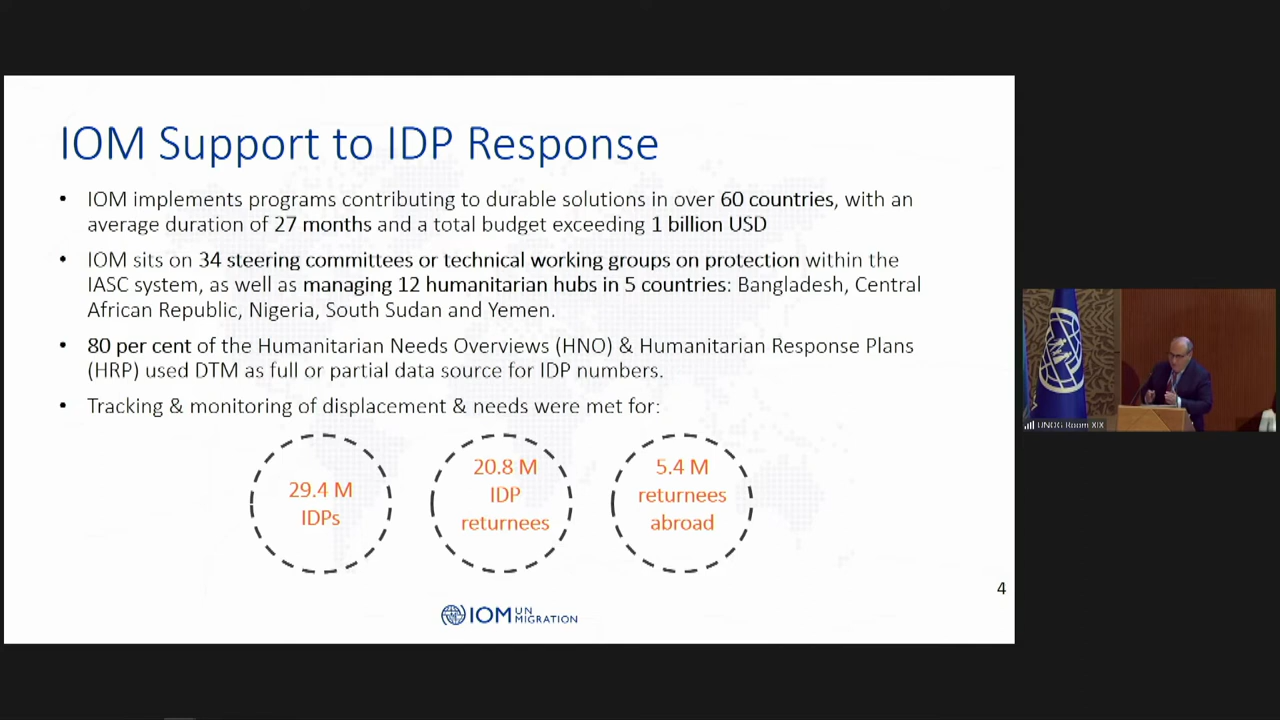 IOM Support to IDP Response
• IOM implements programs contributing to durable solutions in over 60 countries, with an
average duration of 27 months and a total budget exceeding 1 billion USD
• IOM sits on 34 steering committees or technical working groups on protection within the
IASC system, as well as managing 12 humanitarian hubs in 5 countries: Bangladesh, Central
African Republic, Nigeria, South Sudan and Yemen.
• 80 per cent of the Humanitarian Needs Overviews (HNO) & Humanitarian Response Plans
(HRP) used DTM as full or partial data source for IDP numbers.
• Tracking & monitoring of displacement & needs were met for:
29.4 M
IDPs
20.8 M
IDP
returnees
5.4 M
returnees
abroad
4
IOM UN
MIGRATION
UNOG Room XIX